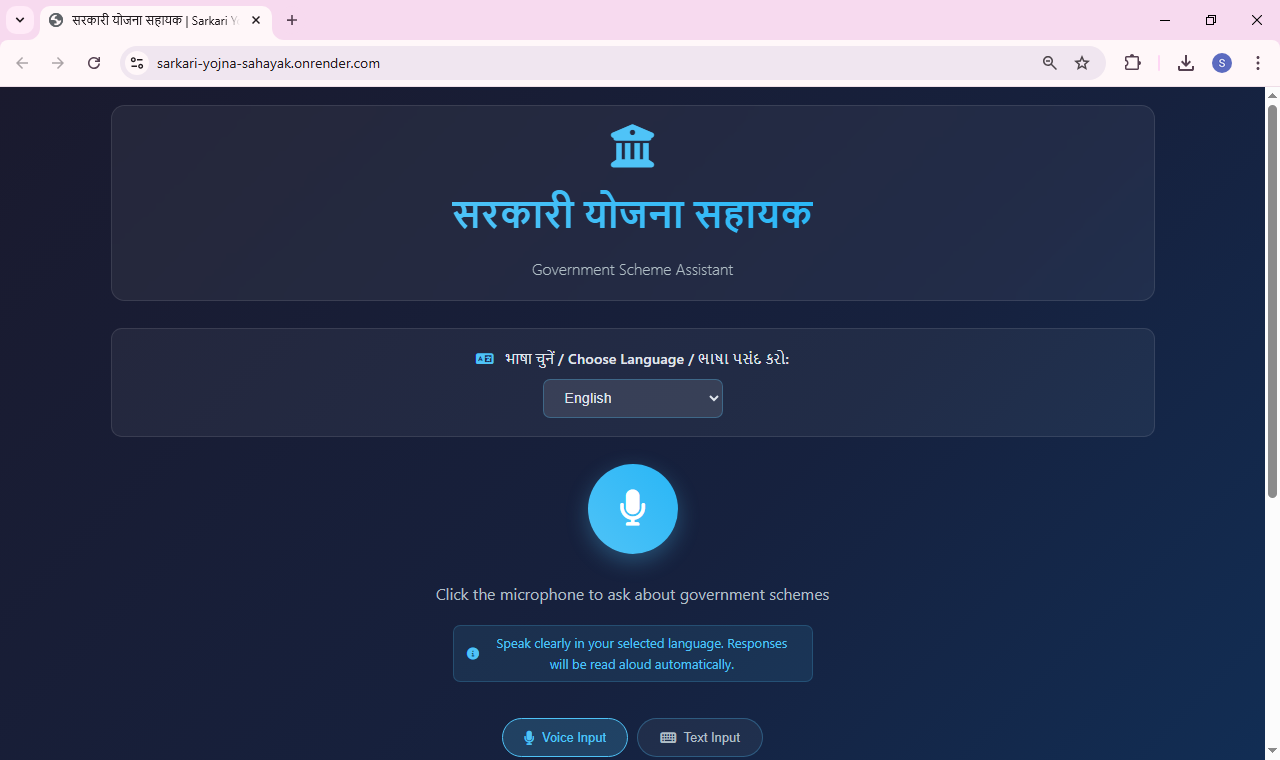 सरकारी योजना सहायक | Sarkari
sarkari-yojna-sahayak.onrender.com
S
सरकारी योजना सहायक
Government Scheme Assistant
भाषा चुनें / Choose Language / ભાષા પસંદ કરો:
English
Click the microphone to ask about government schemes
Speak clearly in your selected language. Responses
will be read aloud automatically.
Voice Input
Text Input